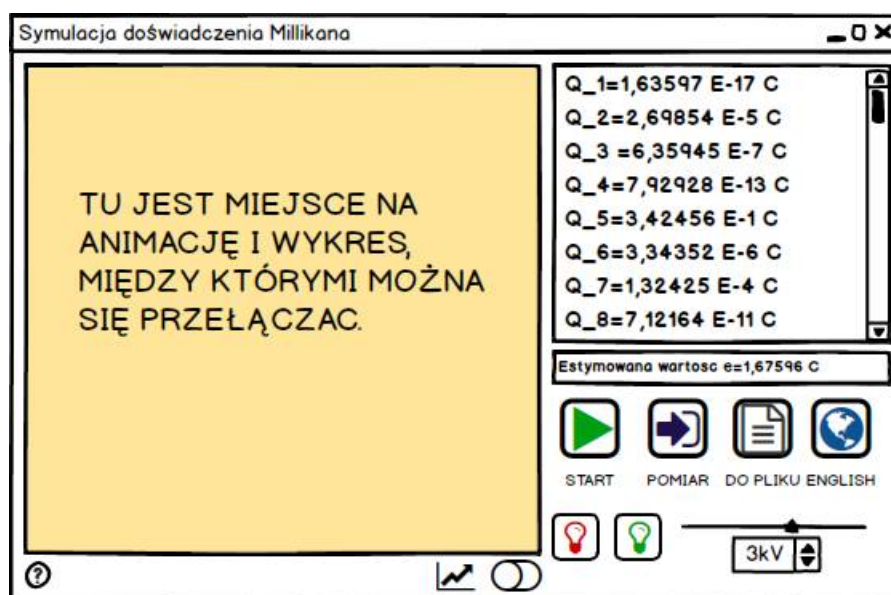 Symulacja doświadczenia Millikana
TU JEST MIEJSCE NA
ANIMACJĘ I WYKRES,
MIĘDZY KTÓRYMI MOŻNA
SIĘ PRZEŁĄCZAC.
Q_1=1,63597 E-17 C
Q_2=2,69854 E-5 C
Q_3 =6,35945 E-7 C
Q_4=7,92928 E-13 C
Q_5=3,42456 E-1 C
Q_6=3,34352 E-6 C
Q_7=1,32425 E-4 C
Q_8=7,12164 E-11 C
Estymowana wartosc e=1,67596 C
START POMIAR DO PLIKU ENGLISH
3kV
?